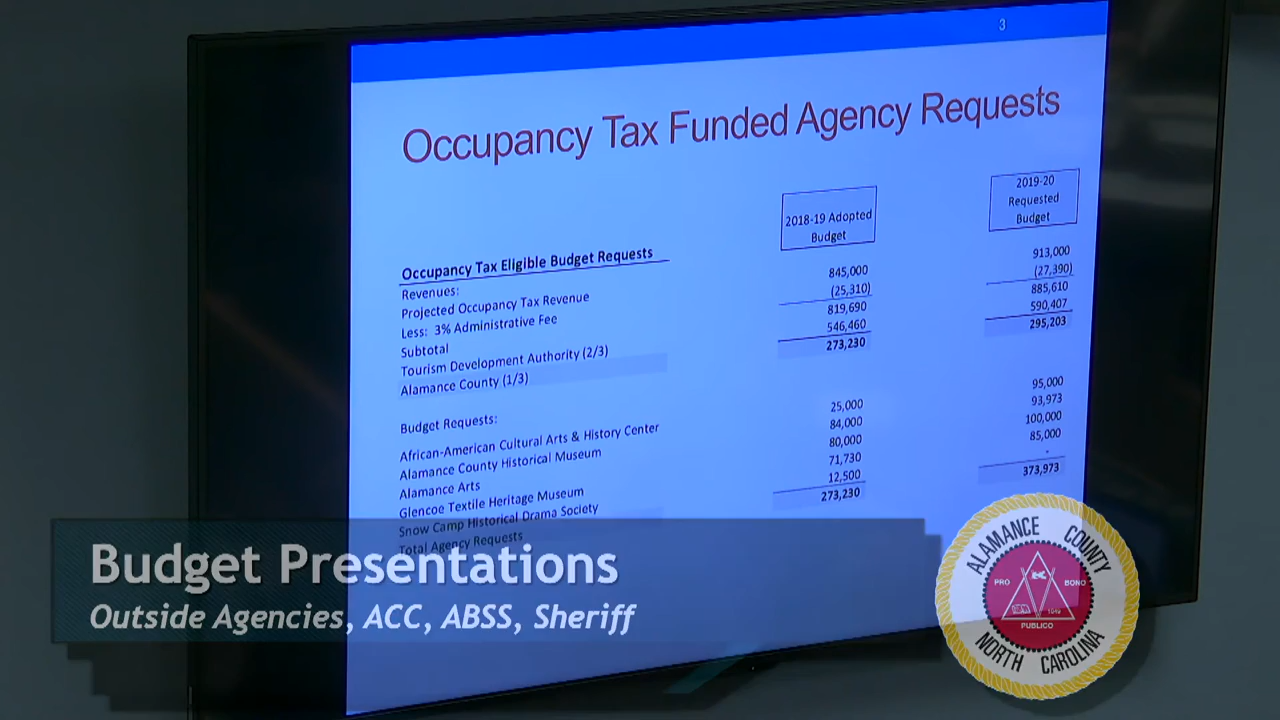 3
Occupancy Tax Funded Agency Requests
2018-19 Adopted
Budget
2019-20
Requested
Budget
Occupancy Tax Eligible Budget Requests
Revenues:
Projected Occupancy Tax Revenue 845,000 913,000
Less: 3% Administrative Fee (25,310) (27,390)
Subtotal 819,690 885,610
Tourism Development Authority (2/3) 546,460 590,407
Alamance County (1/3) 273,230 295,203
Budget Requests:
African-American Cultural Arts & History Center 25,000 95,000
Alamance County Historical Museum 84,000 93,973
Alamance Arts 80,000 100,000
Glencoe Textile Heritage Museum 71,730 85,000
Snow Camp Historical Drama Society 12,500 -
Total Agency Requests 273,230 373,973
Budget Presentations
Outside Agencies, ACC, ABSS, Sheriff
ALAMANCE COUNTY
PRO BONO
1849
PUBLICO
NORTH CAROLINA